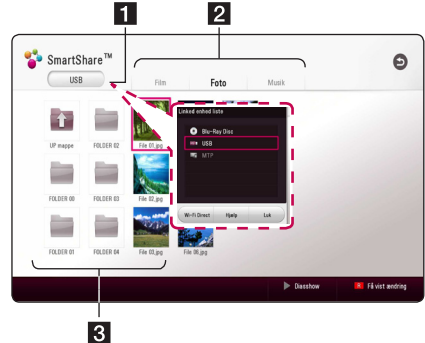 1
2
SmartShare™
USB
Film
Foto
Musik
Linked enhed liste
Blu-Ray Disc
USB
MTP
Wi-Fi Direct
Hjælp
Luk
UP mappe
FOLDER 02
File 01.jpg
FOLDER 00
FOLDER 03
File 02.jpg
FOLDER 01
FOLDER 04
File 03.jpg
File 06.jpg
Diasshow
Få vist ændring
3